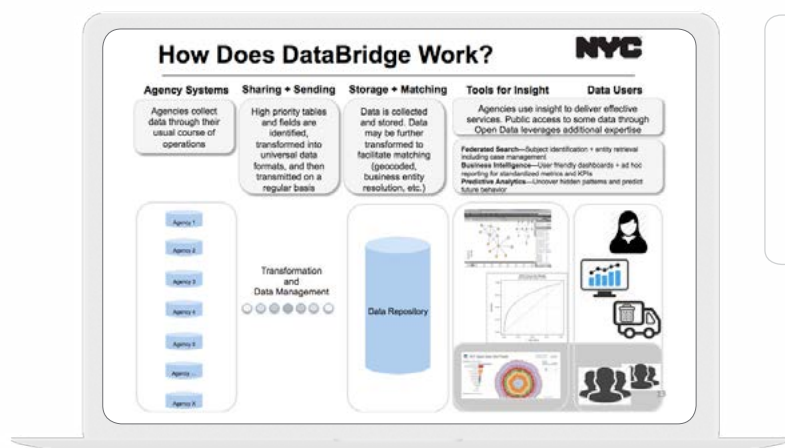 How Does DataBridge Work?
NYC
Agency Systems
Agencies collect
data through their
usual course of
operations
Sharing + Sending
High priority tables
and fields are
identified,
transformed into
universal data
formats, and then
transmitted on a
regular basis
Storage + Matching
Data is collected
and stored. Data
may be further
transformed to
facilitate matching
(geocoded,
business entity
resolution, etc.)
Tools for Insight
Data Users
Agencies use insight to deliver effective
services. Public access to some data through
Open Data leverages additional expertise
Federated Search—Subject identification + entity retrieval
including case management
Business Intelligence—User friendly dashboards + ad hoc
reporting for standardized metrics and KPIs
Predictive Analytics—Uncover hidden patterns and predict
future behavior
Agency 1
Agency 2
Agency 3
Agency 4
Agency 5
Agency ...
Agency X
Transformation
and
Data Management
Data Repository
13